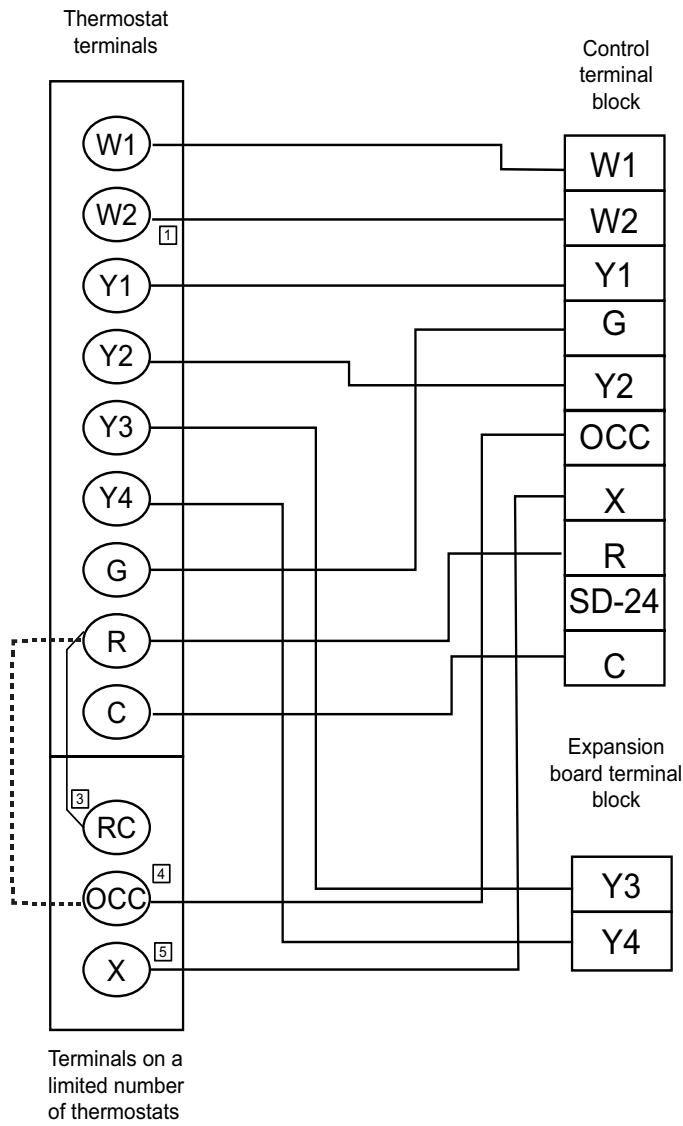 Thermostat
terminals
W1
W2
1
Y1
Y2
Y3
Y4
G
R
C
3
RC
4
OCC
5
X
Terminals on a
limited number
of thermostats
Control
terminal
block
W1
W2
Y1
G
Y2
OCC
X
R
SD-24
C
Expansion
board terminal
block
Y3
Y4